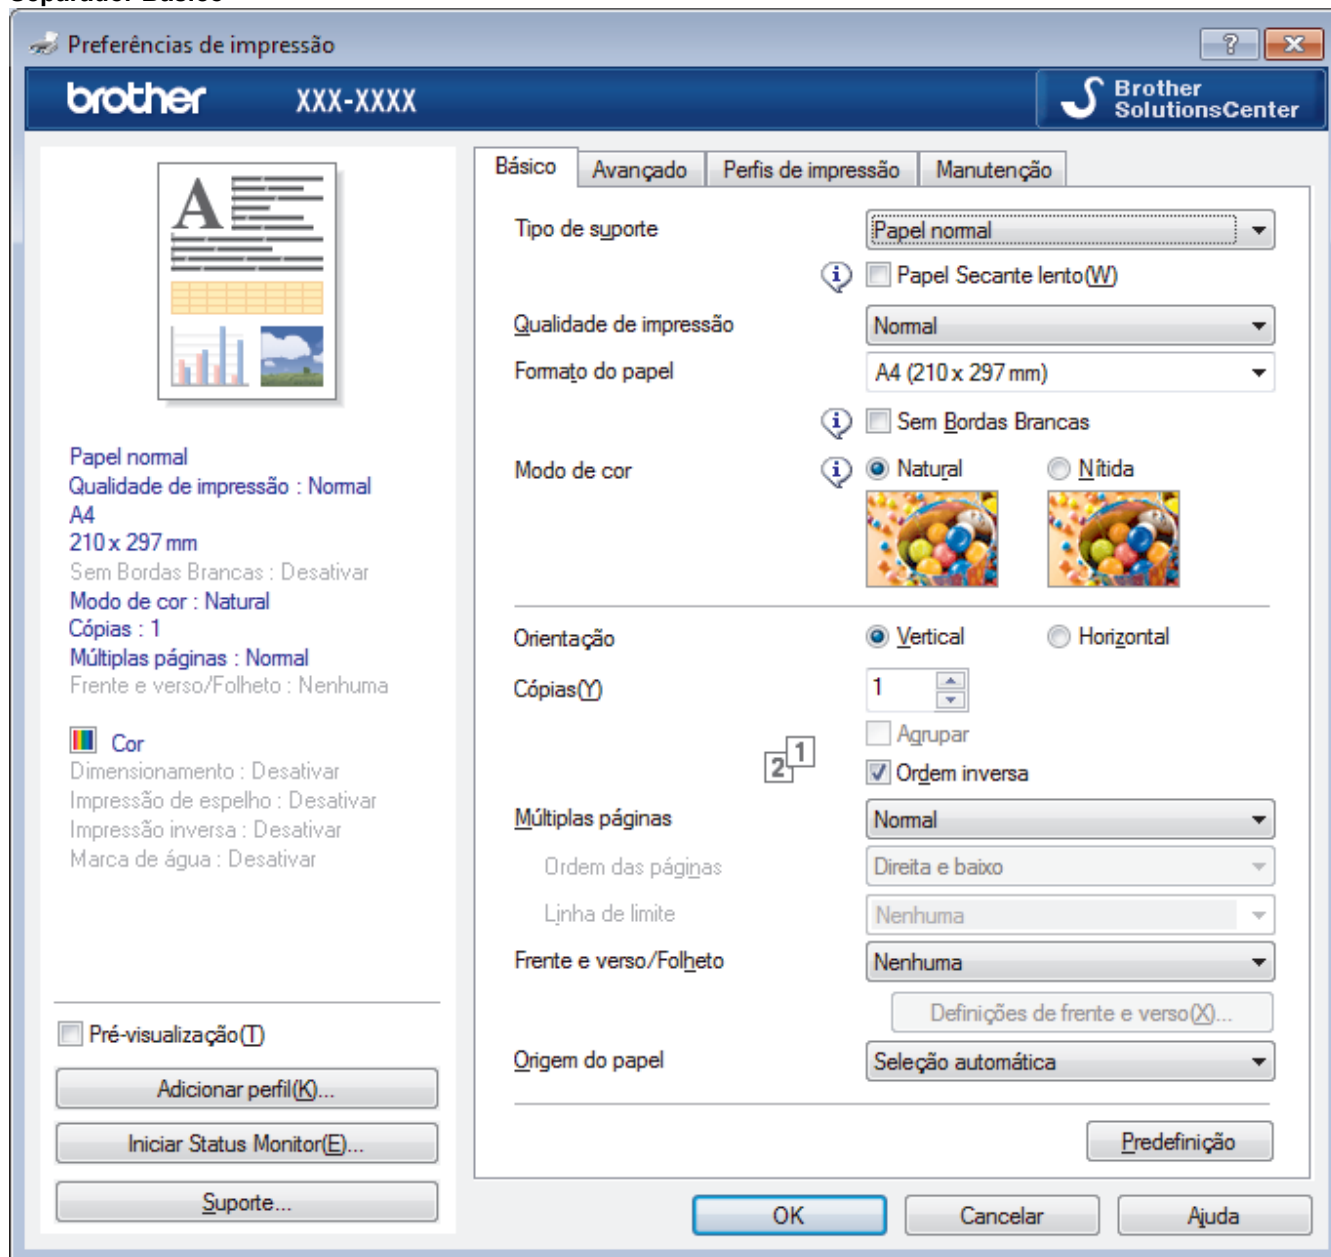 Separador Básico
Preferências de impressão
brother XXX-XXXX
Brother
SolutionsCenter
A
Papel normal
Qualidade de impressão : Normal
A4
210 x 297 mm
Sem Bordas Brancas : Desativar
Modo de cor : Natural
Cópias : 1
Múltiplas páginas : Normal
Frente e verso/Folheto : Nenhuma
Cor
Dimensionamento : Desativar
Impressão de espelho : Desativar
Impressão inversa : Desativar
Marca de água : Desativar
Pré-visualização(T)
Adicionar perfil(K)...
Iniciar Status Monitor(E)...
Suporte...
Básico Avançado Perfis de impressão Manutenção
Tipo de suporte Papel normal
Papel Secante lento(W)
Qualidade de impressão Normal
Formato do papel A4 (210 x 297 mm)
Sem Bordas Brancas
Modo de cor Natural Nítida
Orientação Vertical Horizontal
Cópias(Y) 1
Agrupar
2 1 Ordem inversa
Múltiplas páginas Normal
Ordem das páginas Direita e baixo
Linha de limite Nenhuma
Frente e verso/Folheto Nenhuma
Definições de frente e verso(X)...
Origem do papel Seleção automática
Predefinição
OK Cancelar Ajuda